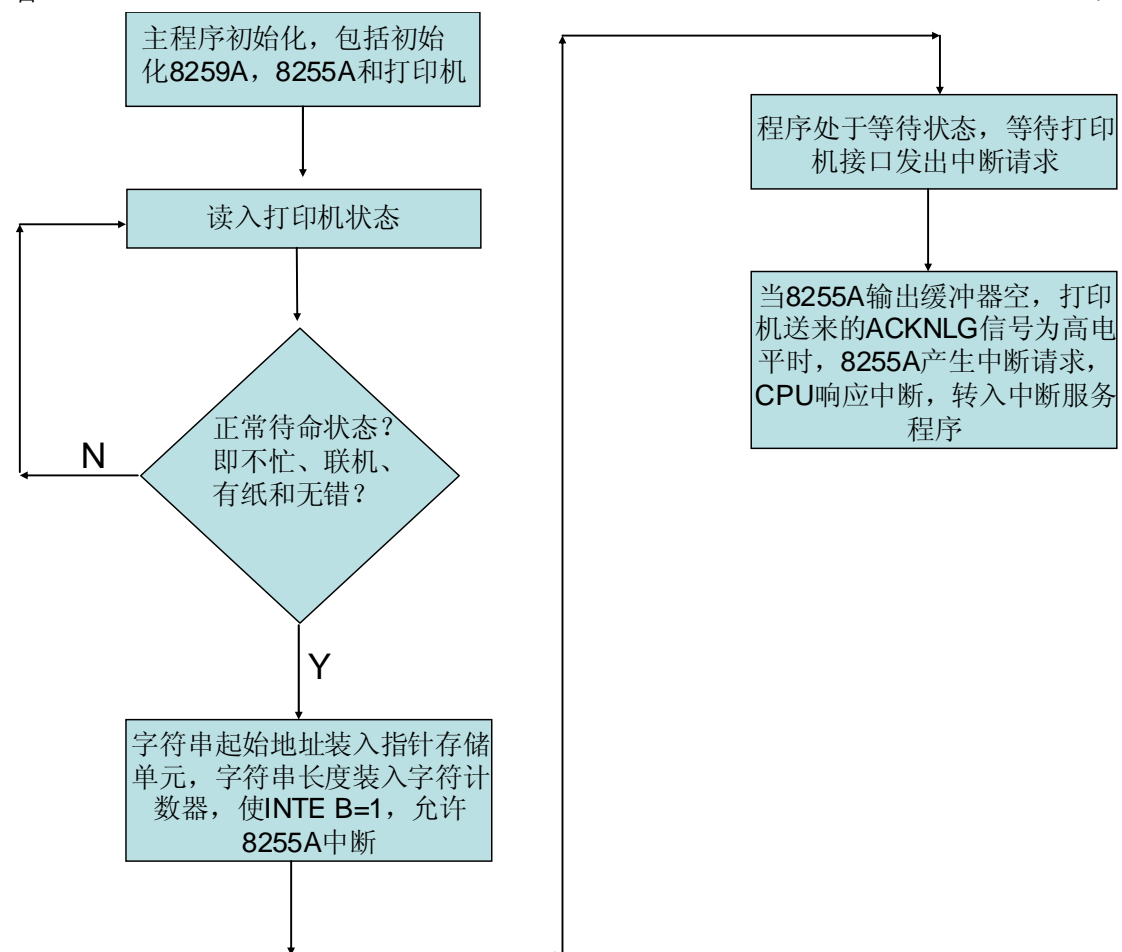 主程序初始化，包括初始
化8259A，8255A和打印机
读入打印机状态
正常待命状态？
即不忙、联机、
有纸和无错？
N
Y
字符串起始地址装入指针存储
单元，字符串长度装入字符计
数器，使INTE B=1，允许
8255A中断
程序处于等待状态，等待打印
机接口发出中断请求
当8255A输出缓冲器空，打印
机送来的ACKNLG信号为高电
平时，8255A产生中断请求，
CPU响应中断，转入中断服务
程序